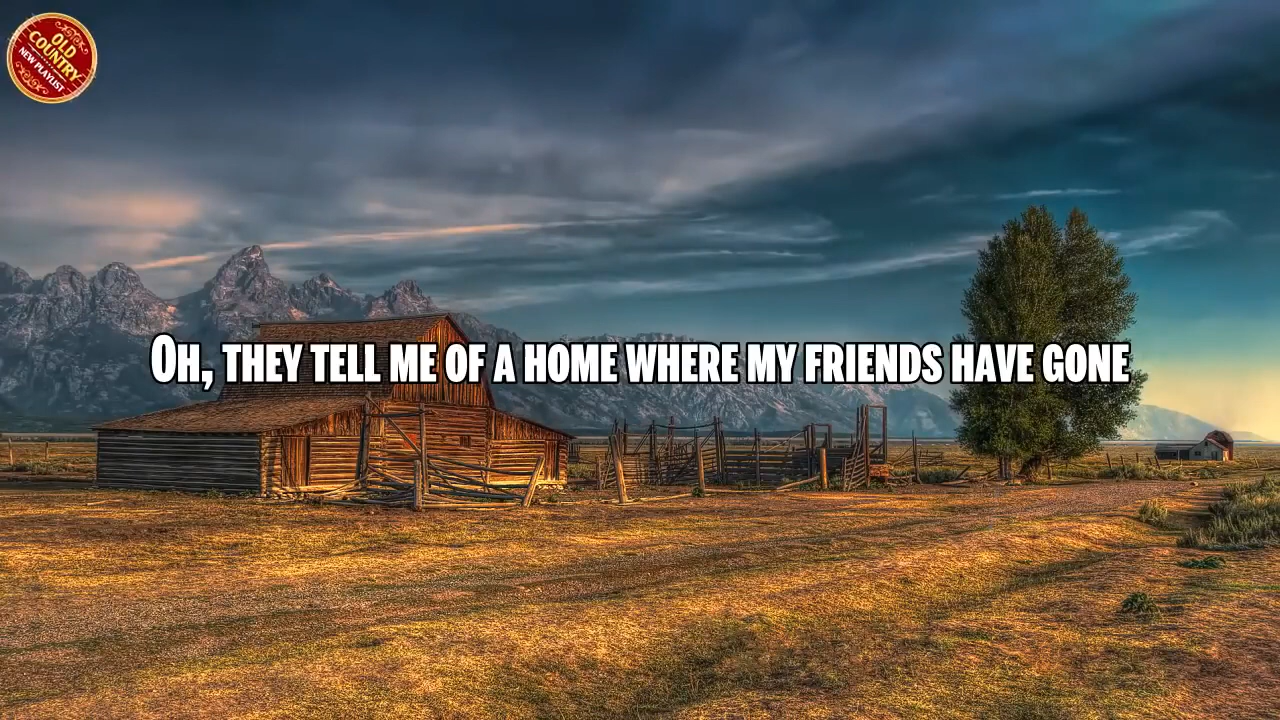 OLD
COUNTRY
NEW PLAYLIST
OH, THEY TELL ME OF A HOME WHERE MY FRIENDS HAVE GONE